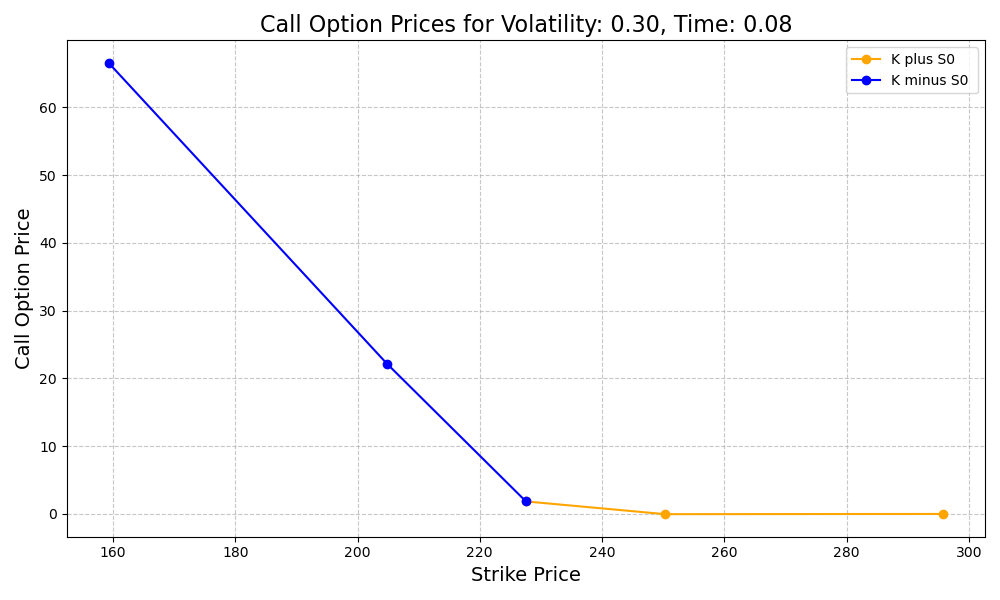 Call Option Prices for Volatility: 0.30, Time: 0.08
K plus S0
K minus S0
Call Option Price
60
50
40
30
20
10
0
160 180 200 220 240 260 280 300
Strike Price